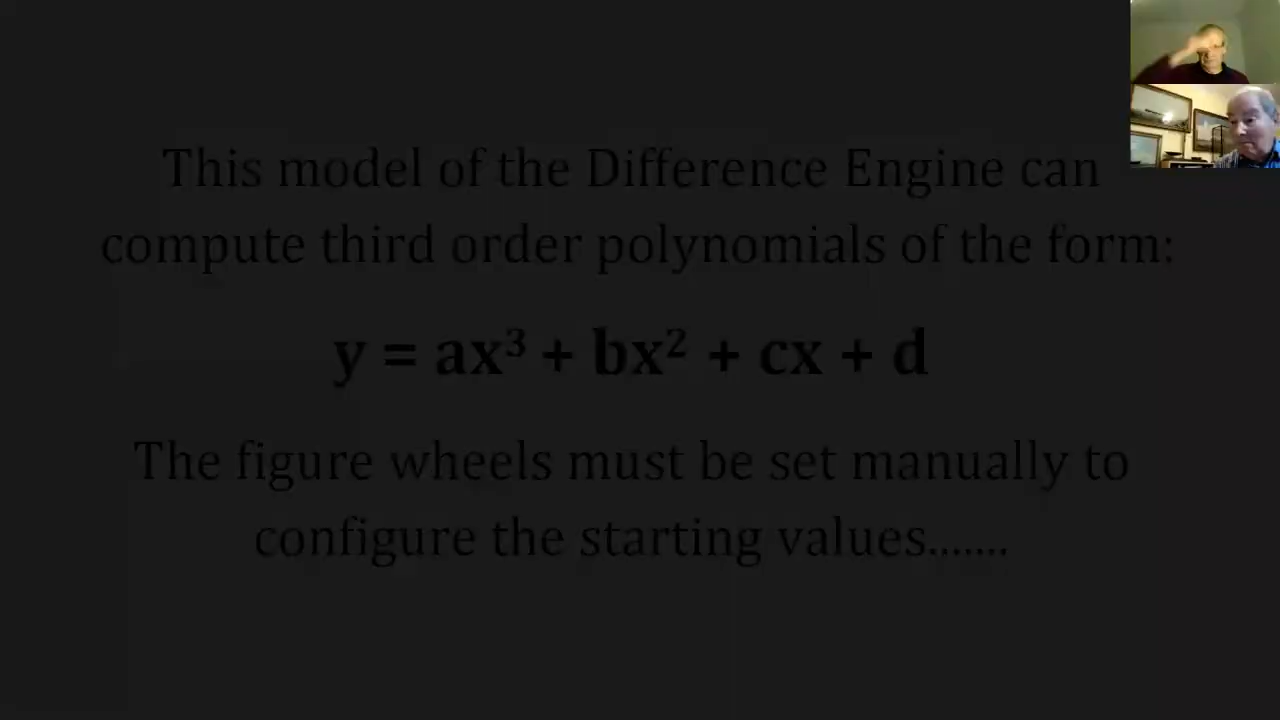 This model of the Difference Engine can
compute third order polynomials of the form:
y = ax³ + bx² + cx + d
The figure wheels must be set manually to
configure the starting values.......